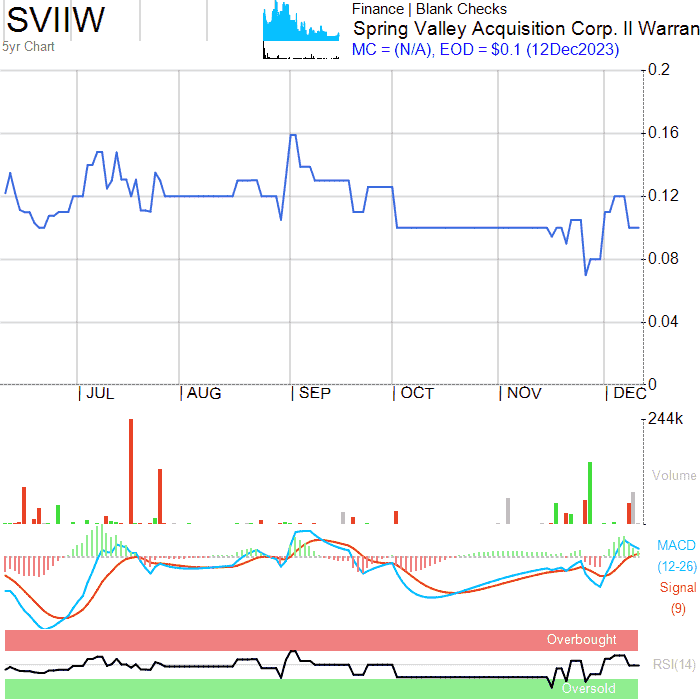 SVIIW
5yr Chart
Finance | Blank Checks
Spring Valley Acquisition Corp. II Warran
MC = (N/A), EOD = $0.1 (12Dec2023)
0.2
0.16
0.12
0.08
0.04
0
JUL AUG SEP OCT NOV DEC
244k
Volume
MACD
(12-26)
Signal
(9)
Overbought
RSI(14)
Oversold